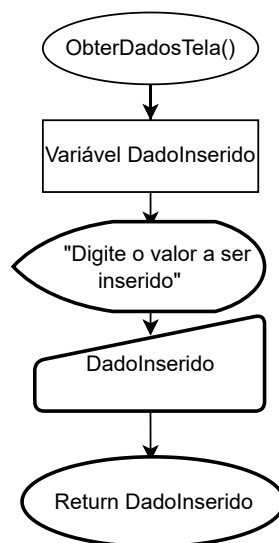 ObterDadosTela()
Variável DadoInserido
"Digite o valor a ser
inserido"
DadoInserido
Return DadoInserido